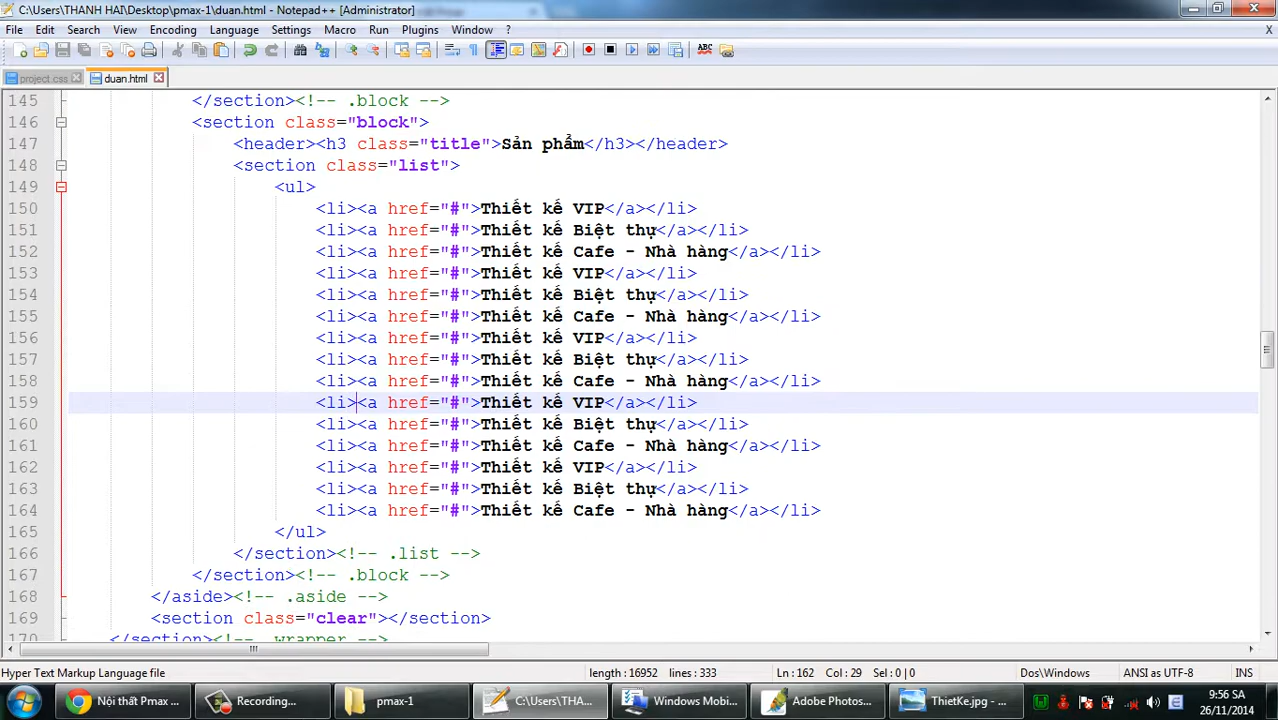 C:\Users\THANH HAI\Desktop\pmax-1\duan.html - Notepad++ [Administrator]
File Edit Search View Encoding Language Settings Macro Run Plugins Window ? X
project.css duan.html
145 </section><!-- .block -->
146 <section class="block">
147 <header><h3 class="title">Sản phẩm</h3></header>
148 <section class="list">
149 <ul>
150 <li><a href="#">Thiết kế VIP</a></li>
151 <li><a href="#">Thiết kế Biệt thự</a></li>
152 <li><a href="#">Thiết kế Cafe - Nhà hàng</a></li>
153 <li><a href="#">Thiết kế VIP</a></li>
154 <li><a href="#">Thiết kế Biệt thự</a></li>
155 <li><a href="#">Thiết kế Cafe - Nhà hàng</a></li>
156 <li><a href="#">Thiết kế VIP</a></li>
157 <li><a href="#">Thiết kế Biệt thự</a></li>
158 <li><a href="#">Thiết kế Cafe - Nhà hàng</a></li>
159 <li><a href="#">Thiết kế VIP</a></li>
160 <li><a href="#">Thiết kế Biệt thự</a></li>
161 <li><a href="#">Thiết kế Cafe - Nhà hàng</a></li>
162 <li><a href="#">Thiết kế VIP</a></li>
163 <li><a href="#">Thiết kế Biệt thự</a></li>
164 <li><a href="#">Thiết kế Cafe - Nhà hàng</a></li>
165 </ul>
166 </section><!-- .list -->
167 </section><!-- .block -->
168 </aside><!-- .aside -->
169 <section class="clear"></section>
170 </section><!-- .wrapper -->
Hyper Text Markup Language file length : 16952 lines : 333 Ln : 162 Col : 29 Sel : 0 | 0 Dos\Windows ANSI as UTF-8 INS
Nội thất Pmax ... Recording... pmax-1 C:\Users\THA... Windows Mobi... Adobe Photos... ThietKe.jpg - ... 9:56 SA
26/11/2014